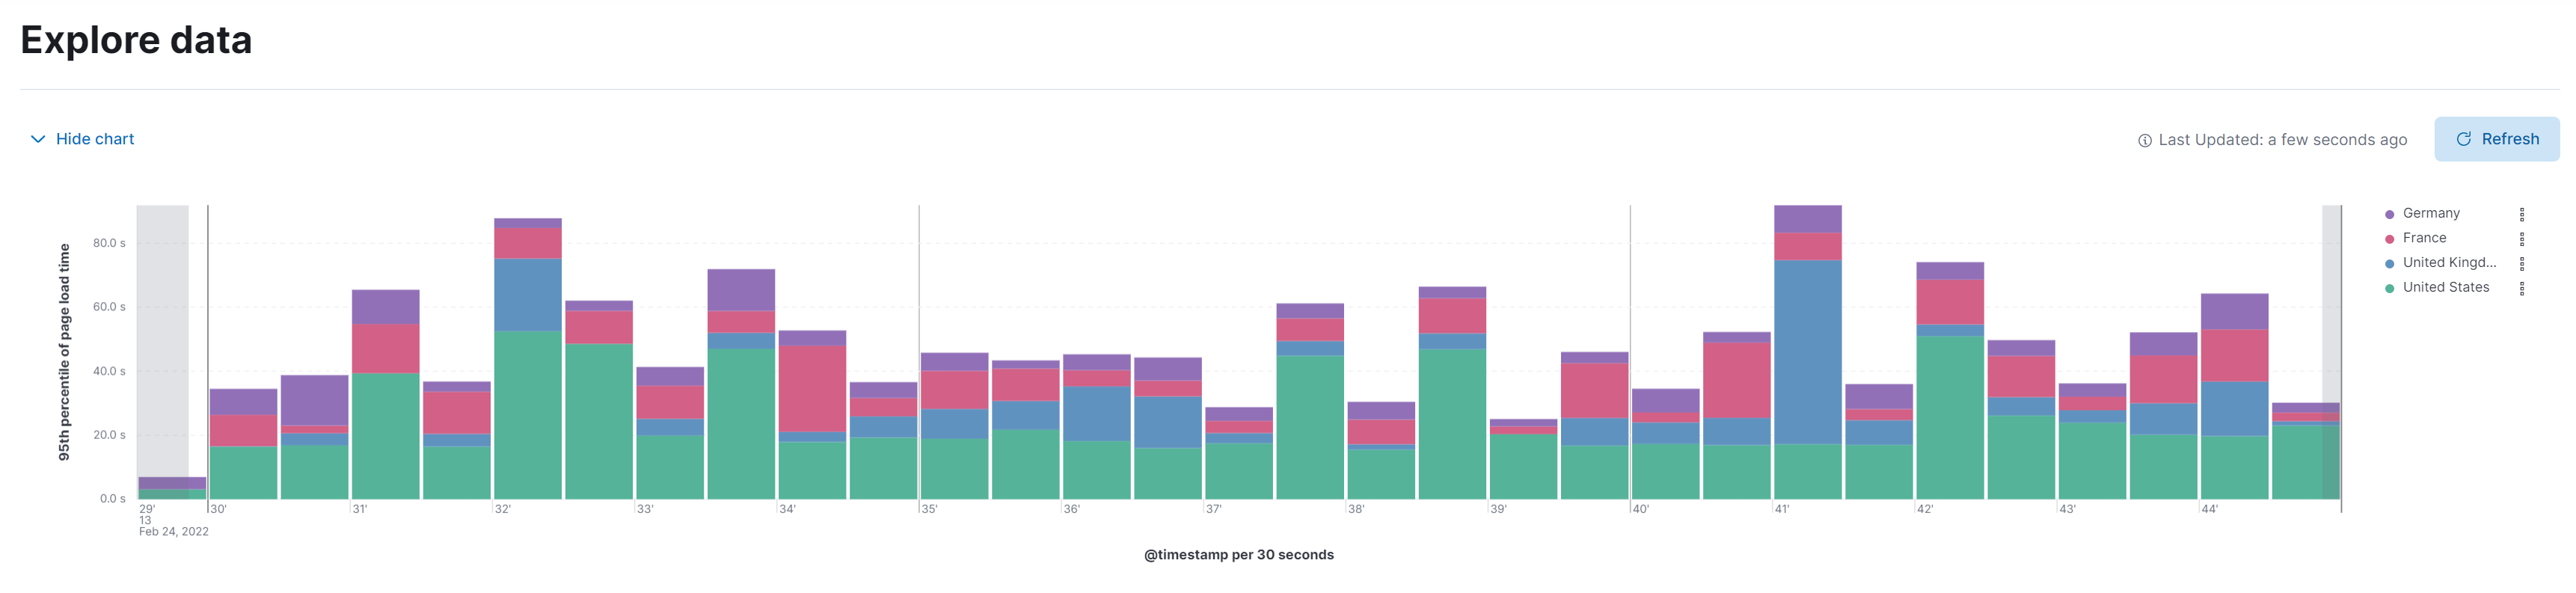 Explore data
Hide chart
Last Updated: a few seconds ago
Refresh
95th percentile of page load time
80.0 s
60.0 s
40.0 s
20.0 s
0.0 s
29' 30' 31' 32' 33' 34' 35' 36' 37' 38' 39' 40' 41' 42' 43' 44'
13
Feb 24, 2022
@timestamp per 30 seconds
Germany
France
United Kingd...
United States